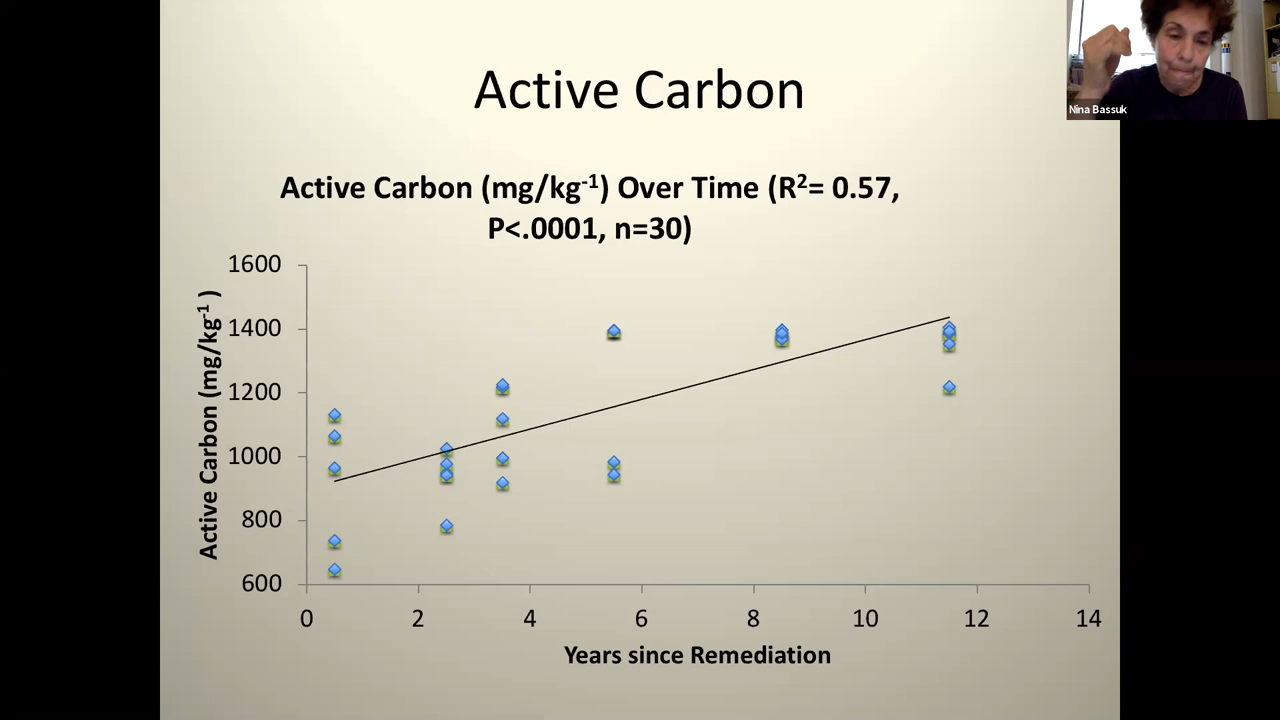 Active Carbon
Nina Bassuk
Active Carbon (mg/kg⁻¹) Over Time (R²= 0.57,
P<.0001, n=30)
Active Carbon (mg/kg⁻¹ )
1600
1400
1200
1000
800
600
0 2 4 6 8 10 12 14
Years since Remediation